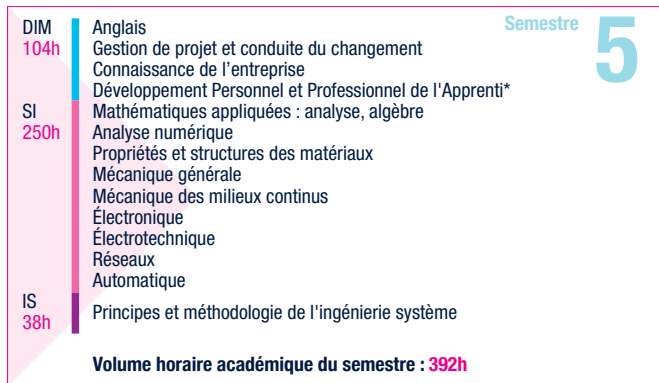 Semestre 5
DIM
104h
Anglais
Gestion de projet et conduite du changement
Connaissance de l'entreprise
Développement Personnel et Professionnel de l'Apprenti*
SI
250h
Mathématiques appliquées : analyse, algèbre
Analyse numérique
Propriétés et structures des matériaux
Mécanique générale
Mécanique des milieux continus
Électronique
Électrotechnique
Réseaux
Automatique
IS
38h
Principes et méthodologie de l'ingénierie système
Volume horaire académique du semestre : 392h